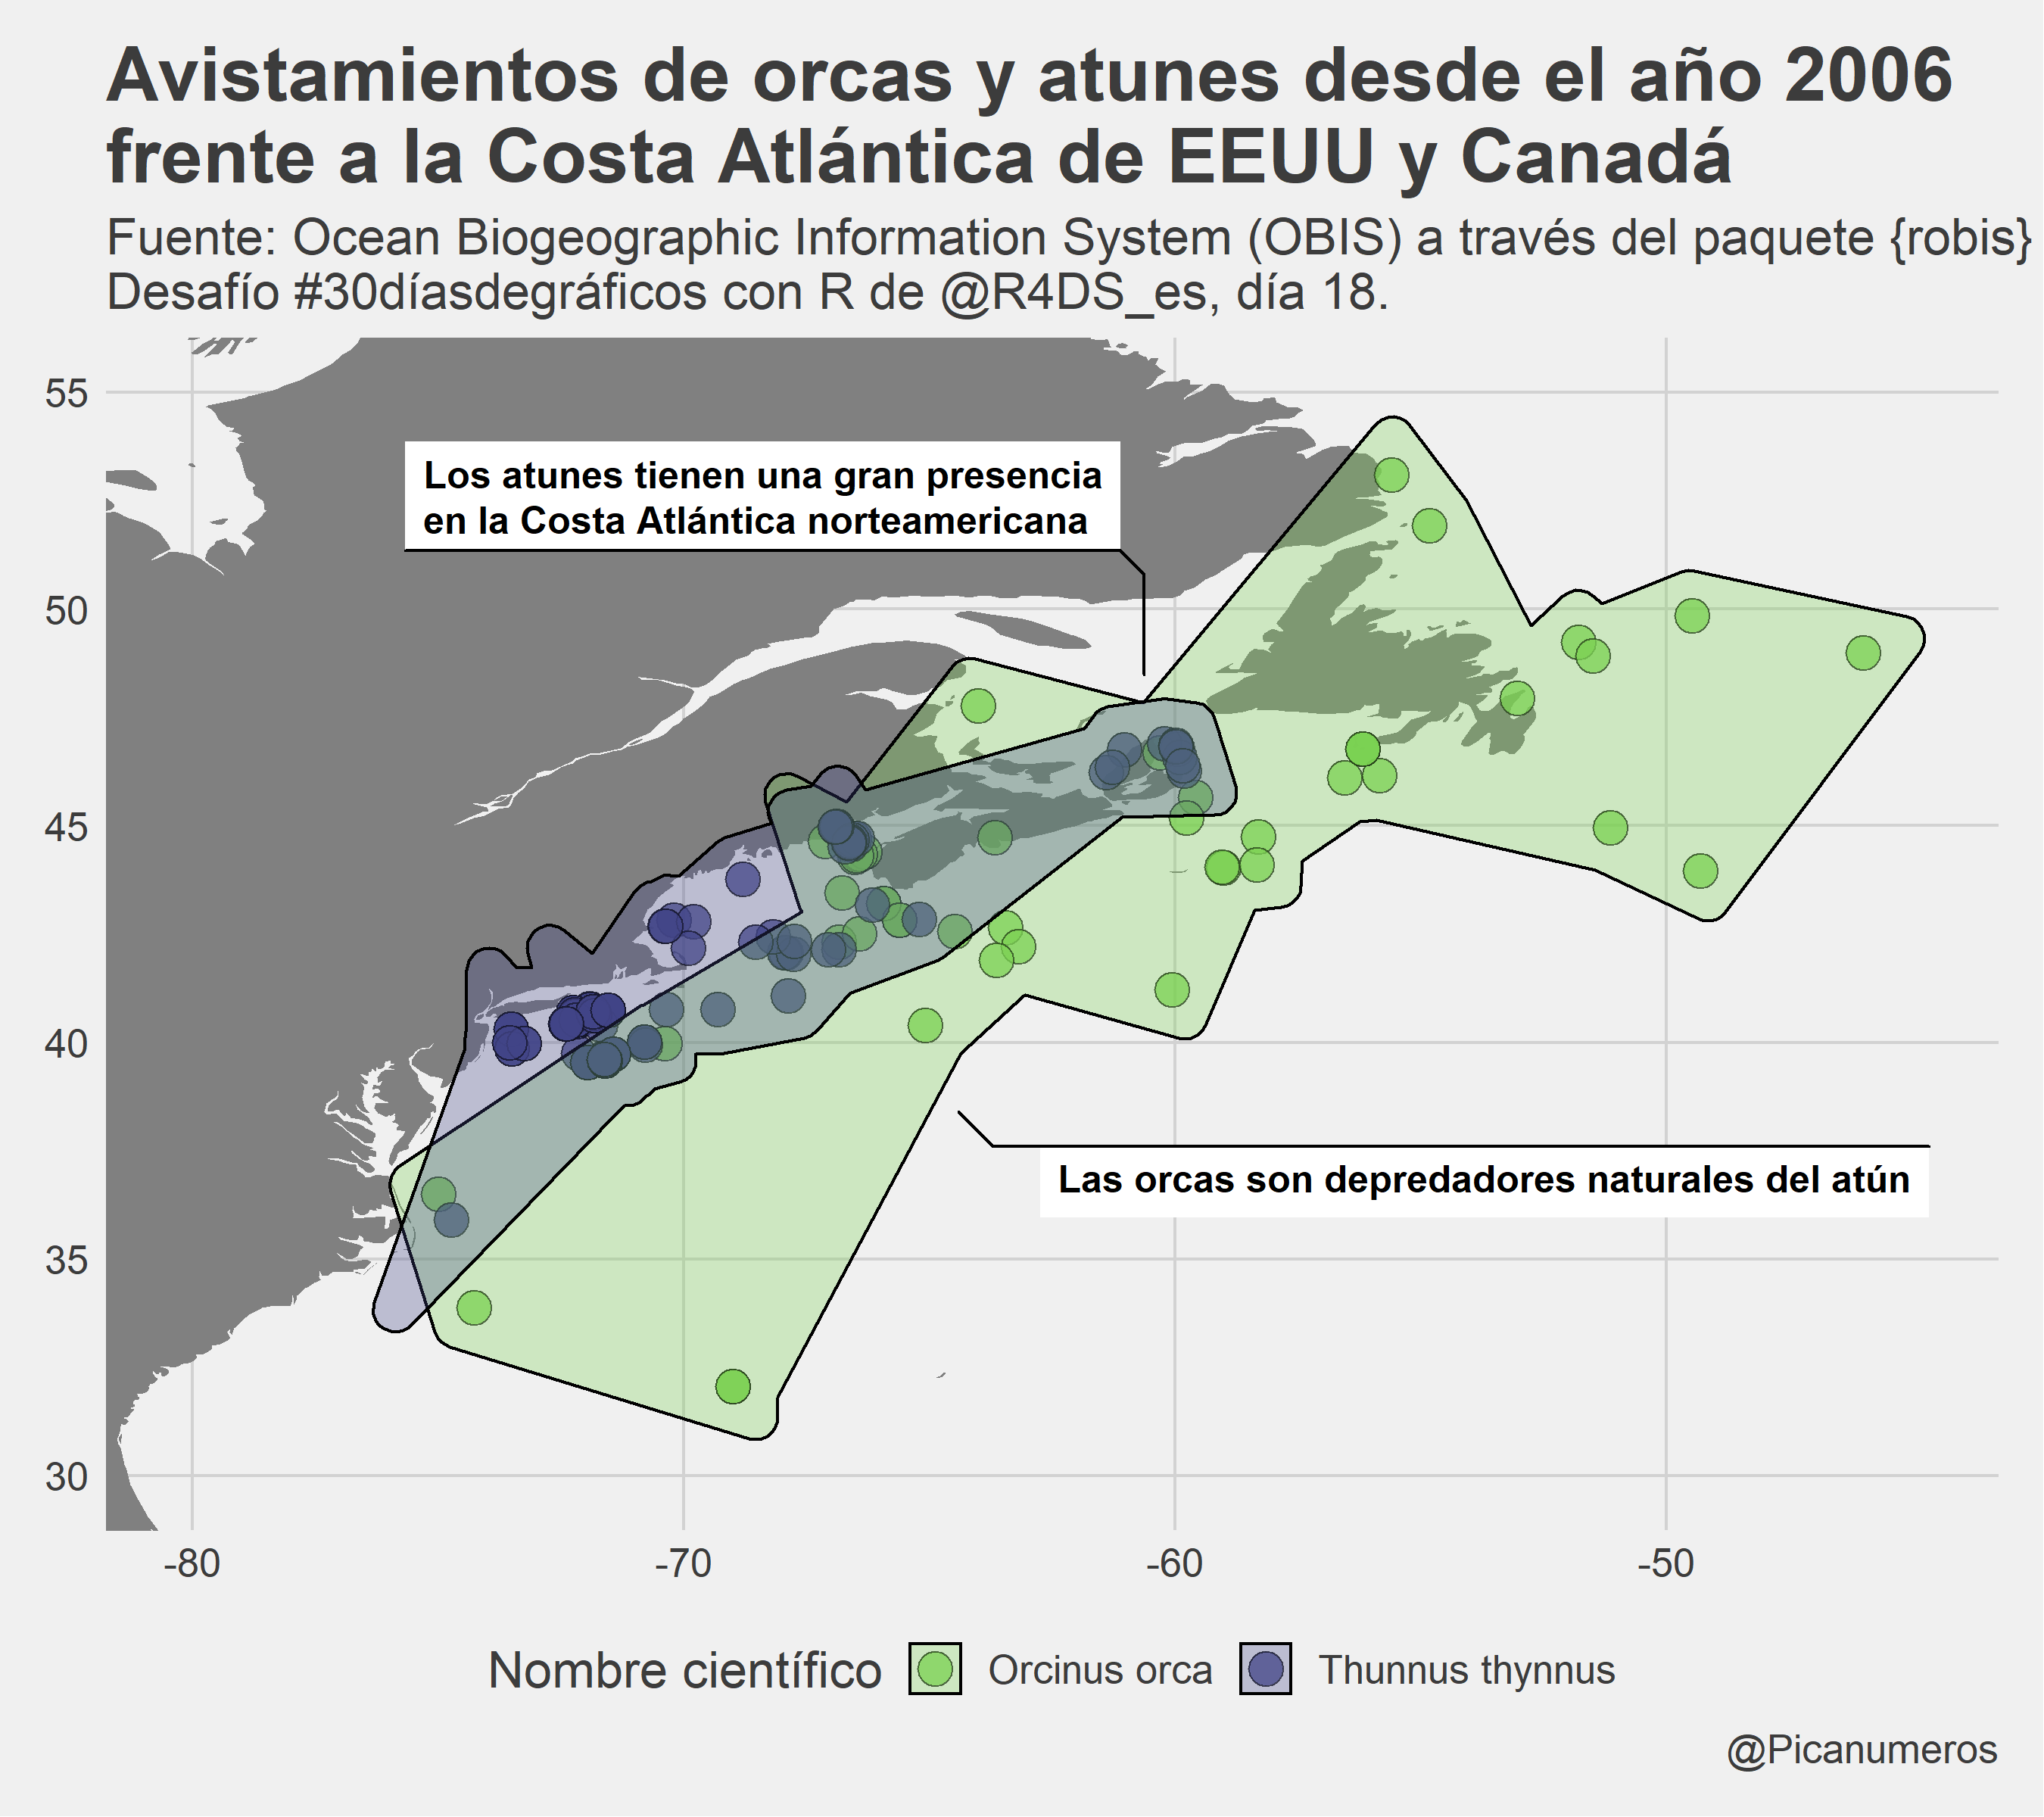 Avistamientos de orcas y atunes desde el año 2006
frente a la Costa Atlántica de EEUU y Canadá
Fuente: Ocean Biogeographic Information System (OBIS) a través del paquete {robis}
Desafío #30díasdegráficos con R de @R4DS_es, día 18.
55
50
45
40
35
30
Los atunes tienen una gran presencia
en la Costa Atlántica norteamericana
Las orcas son depredadores naturales del atún
-80 -70 -60 -50
Nombre científico Orcinus orca Thunnus thynnus
@Picanumeros